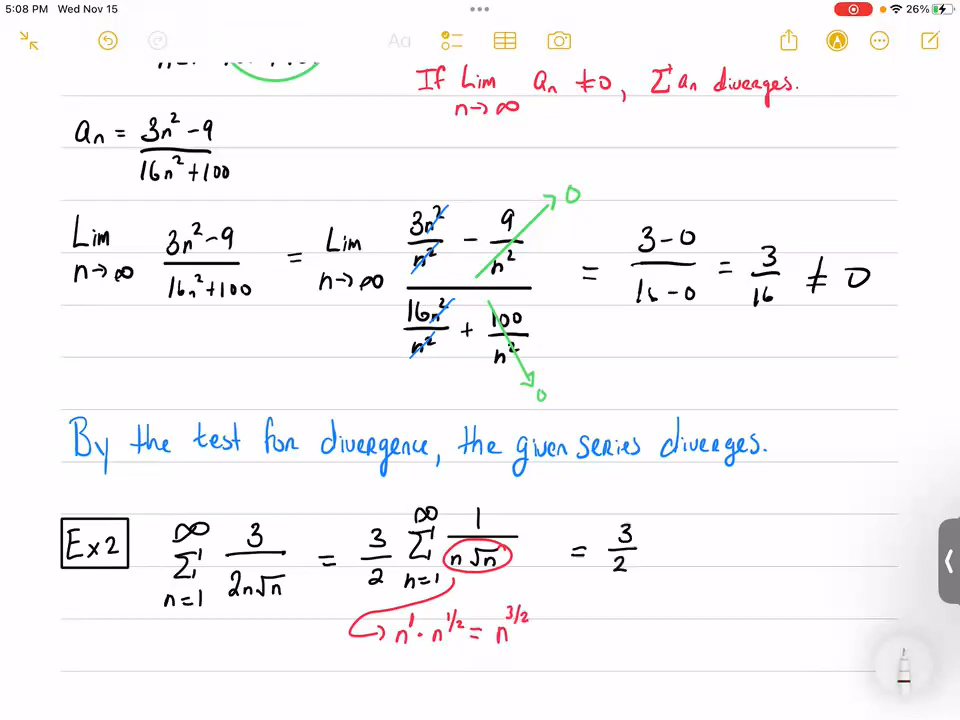 5:08 PM Wed Nov 15
26%
Aa
If Lim n→∞ an ≠ 0, Σ an diverges.
an = (3n² - 9)/(16n² + 100)
Lim n→∞ (3n² - 9)/(16n² + 100) = Lim n→∞ (3n²/n² - 9/n²)/(16n²/n² + 100/n²) = (3 - 0)/(16 - 0) = 3/16 ≠ 0
0
0
By the test for divergence, the given series diverges.
Ex 2 ∞ Σ n=1 3/(2n√n) = 3/2 ∞ Σ n=1 1/(n√n) = 3/2
→ n¹ · n^1/2 = n^3/2